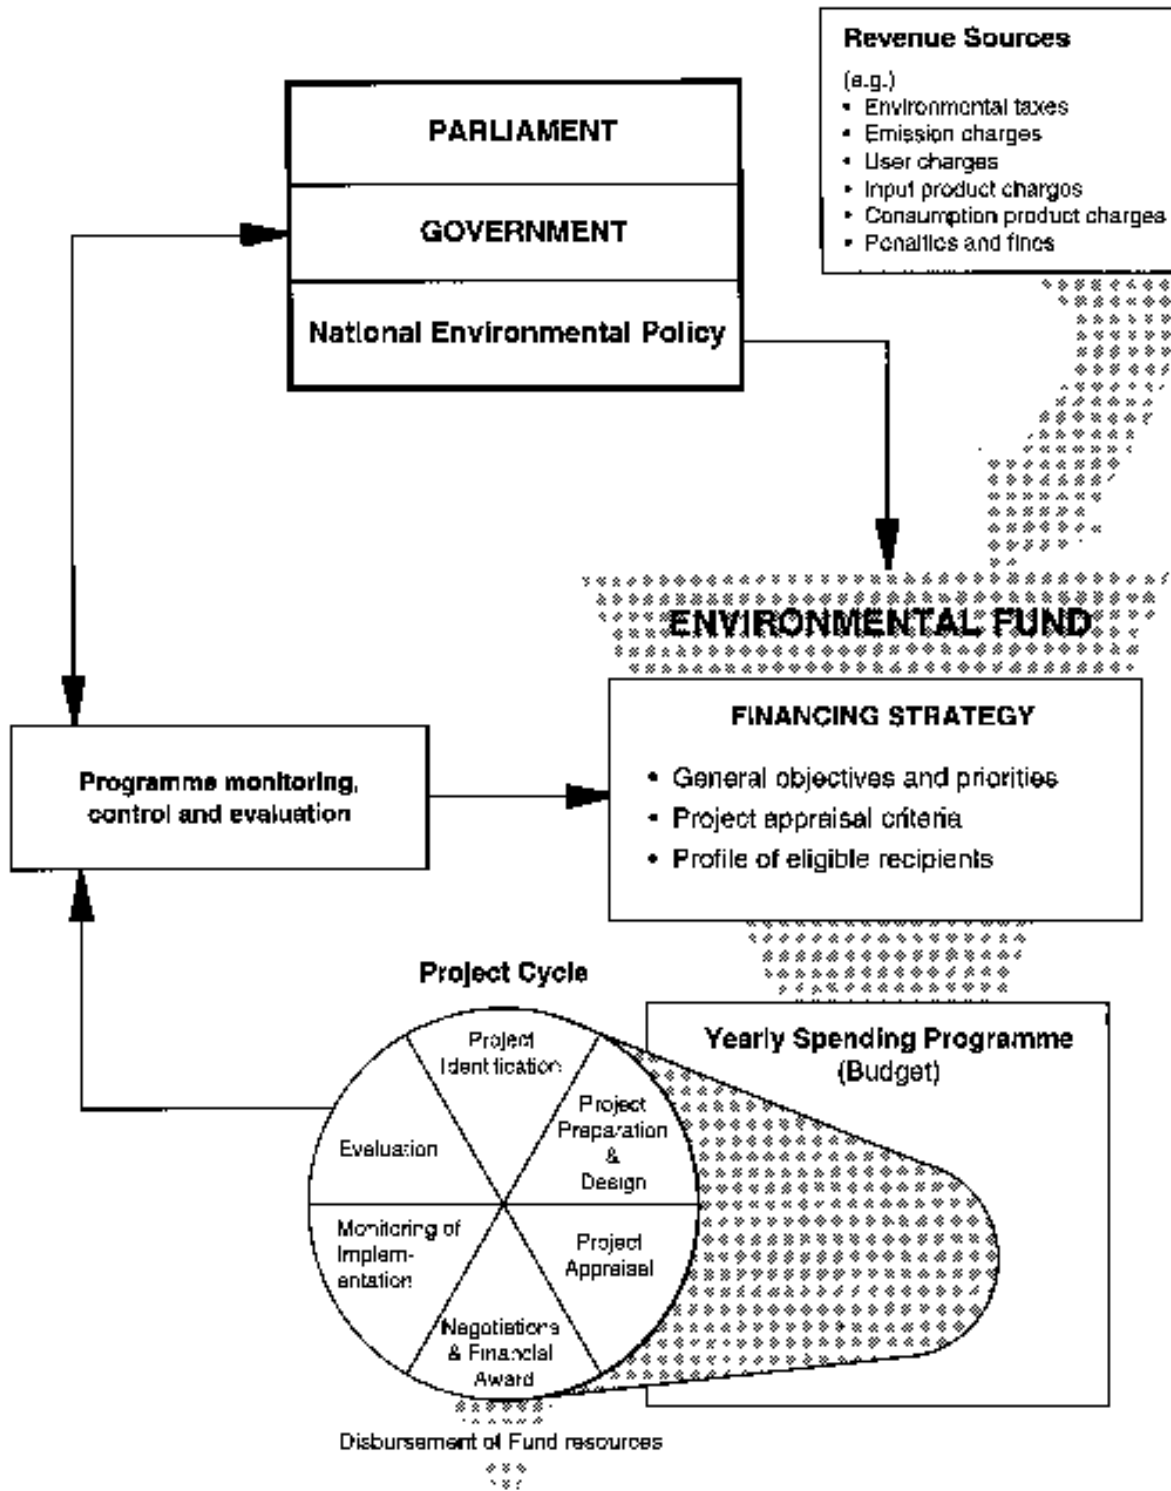 Revenue Sources
(e.g.)
• Environmental taxes
• Emission charges
• User charges
• Input product charges
• Consumption product charges
• Penalties and fines
PARLIAMENT
GOVERNMENT
National Environmental Policy
ENVIRONMENTAL FUND
FINANCING STRATEGY
• General objectives and priorities
• Project appraisal criteria
• Profile of eligible recipients
Programme monitoring,
control and evaluation
Project Cycle
Project
Identification
Project
Preparation
&
Design
Project
Appraisal
Negotiations
& Financial
Award
Monitoring of
Implem-
entation
Evaluation
Yearly Spending Programme
(Budget)
Disbursement of Fund resources